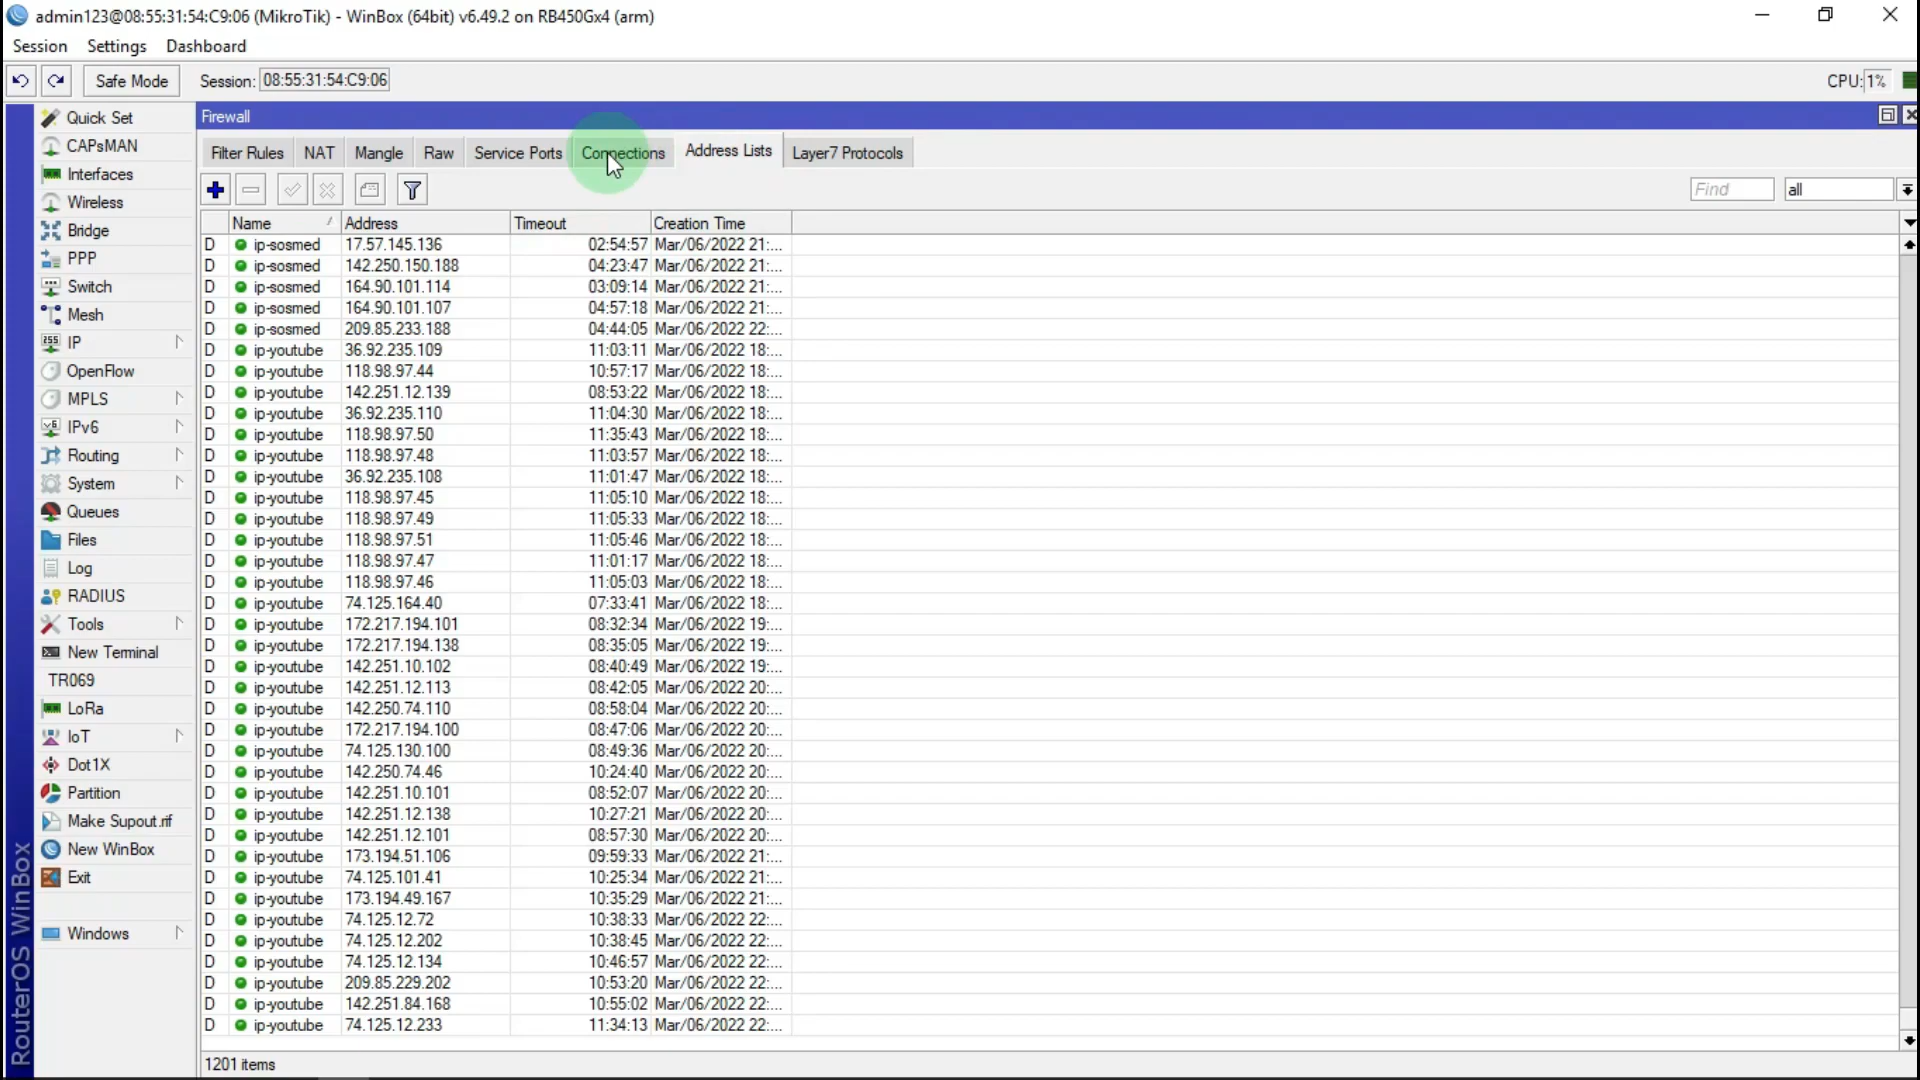 admin123@08:55:31:54:C9:06 (MikroTik) - WinBox (64bit) v6.49.2 on RB450Gx4 (arm)
Session Settings Dashboard
Safe Mode Session: 08:55:31:54:C9:06 CPU: 1%
Quick Set
CAPsMAN
Interfaces
Wireless
Bridge
PPP
Switch
Mesh
IP
OpenFlow
MPLS
IPv6
Routing
System
Queues
Files
Log
RADIUS
Tools
New Terminal
TR069
LoRa
IoT
Dot1X
Partition
Make Supout.rif
New WinBox
Exit
Windows
RouterOS WinBox
Firewall
Filter Rules NAT Mangle Raw Service Ports Connections Address Lists Layer7 Protocols
Find all
Name Address Timeout Creation Time
D ip-sosmed 17.57.145.136 02:54:57 Mar/06/2022 21:...
D ip-sosmed 142.250.150.188 04:23:47 Mar/06/2022 21:...
D ip-sosmed 164.90.101.114 03:09:14 Mar/06/2022 21:...
D ip-sosmed 164.90.101.107 04:57:18 Mar/06/2022 21:...
D ip-sosmed 209.85.233.188 04:44:05 Mar/06/2022 22:...
D ip-youtube 36.92.235.109 11:03:11 Mar/06/2022 18:...
D ip-youtube 118.98.97.44 10:57:17 Mar/06/2022 18:...
D ip-youtube 142.251.12.139 08:53:22 Mar/06/2022 18:...
D ip-youtube 36.92.235.110 11:04:30 Mar/06/2022 18:...
D ip-youtube 118.98.97.50 11:35:43 Mar/06/2022 18:...
D ip-youtube 118.98.97.48 11:03:57 Mar/06/2022 18:...
D ip-youtube 36.92.235.108 11:01:47 Mar/06/2022 18:...
D ip-youtube 118.98.97.45 11:05:10 Mar/06/2022 18:...
D ip-youtube 118.98.97.49 11:05:33 Mar/06/2022 18:...
D ip-youtube 118.98.97.51 11:05:46 Mar/06/2022 18:...
D ip-youtube 118.98.97.47 11:01:17 Mar/06/2022 18:...
D ip-youtube 118.98.97.46 11:05:03 Mar/06/2022 18:...
D ip-youtube 74.125.164.40 07:33:41 Mar/06/2022 18:...
D ip-youtube 172.217.194.101 08:32:34 Mar/06/2022 19:...
D ip-youtube 172.217.194.138 08:35:05 Mar/06/2022 19:...
D ip-youtube 142.251.10.102 08:40:49 Mar/06/2022 19:...
D ip-youtube 142.251.12.113 08:42:05 Mar/06/2022 20:...
D ip-youtube 142.250.74.110 08:58:04 Mar/06/2022 20:...
D ip-youtube 172.217.194.100 08:47:06 Mar/06/2022 20:...
D ip-youtube 74.125.130.100 08:49:36 Mar/06/2022 20:...
D ip-youtube 142.250.74.46 10:24:40 Mar/06/2022 20:...
D ip-youtube 142.251.10.101 08:52:07 Mar/06/2022 20:...
D ip-youtube 142.251.12.138 10:27:21 Mar/06/2022 20:...
D ip-youtube 142.251.12.101 08:57:30 Mar/06/2022 20:...
D ip-youtube 173.194.51.106 09:59:33 Mar/06/2022 21:...
D ip-youtube 74.125.101.41 10:25:34 Mar/06/2022 21:...
D ip-youtube 173.194.49.167 10:35:29 Mar/06/2022 21:...
D ip-youtube 74.125.12.72 10:38:33 Mar/06/2022 22:...
D ip-youtube 74.125.12.202 10:38:45 Mar/06/2022 22:...
D ip-youtube 74.125.12.134 10:46:57 Mar/06/2022 22:...
D ip-youtube 209.85.229.202 10:53:20 Mar/06/2022 22:...
D ip-youtube 142.251.84.168 10:55:02 Mar/06/2022 22:...
D ip-youtube 74.125.12.233 11:34:13 Mar/06/2022 22:...
1201 items